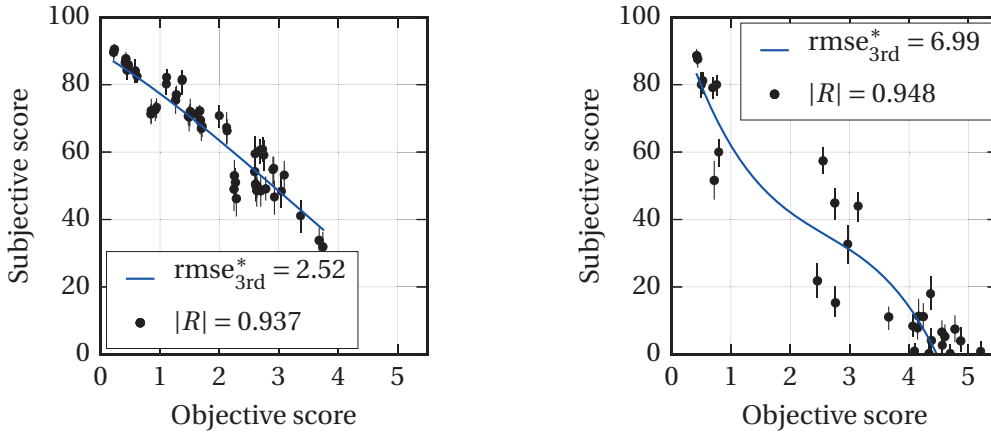 100
80
60
40
20
0
Subjective score
rmse*3rd = 2.52
|R| = 0.937
0 1 2 3 4 5
Objective score
100
80
60
40
20
0
Subjective score
rmse*3rd = 6.99
|R| = 0.948
0 1 2 3 4 5
Objective score